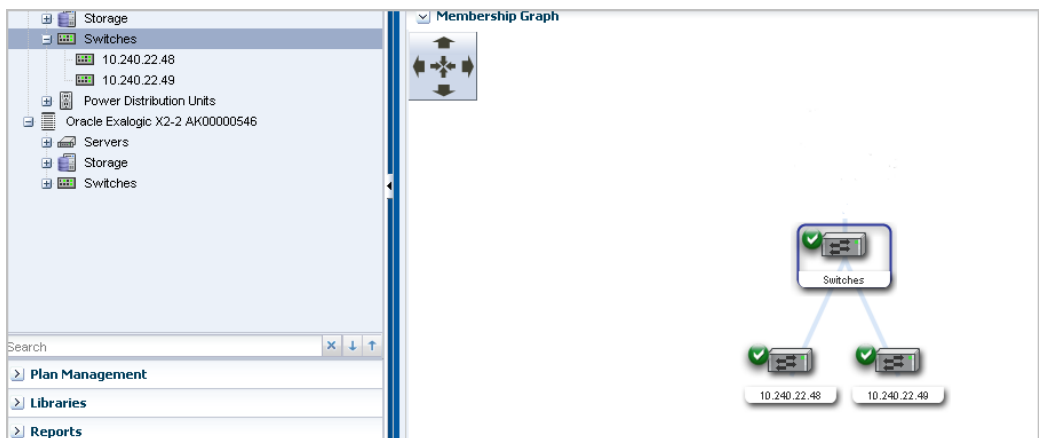 Storage
Switches
10.240.22.48
10.240.22.49
Power Distribution Units
Oracle Exalogic X2-2 AK00000546
Servers
Storage
Switches
Search
Plan Management
Libraries
Reports
Membership Graph
Switches
10.240.22.48
10.240.22.49